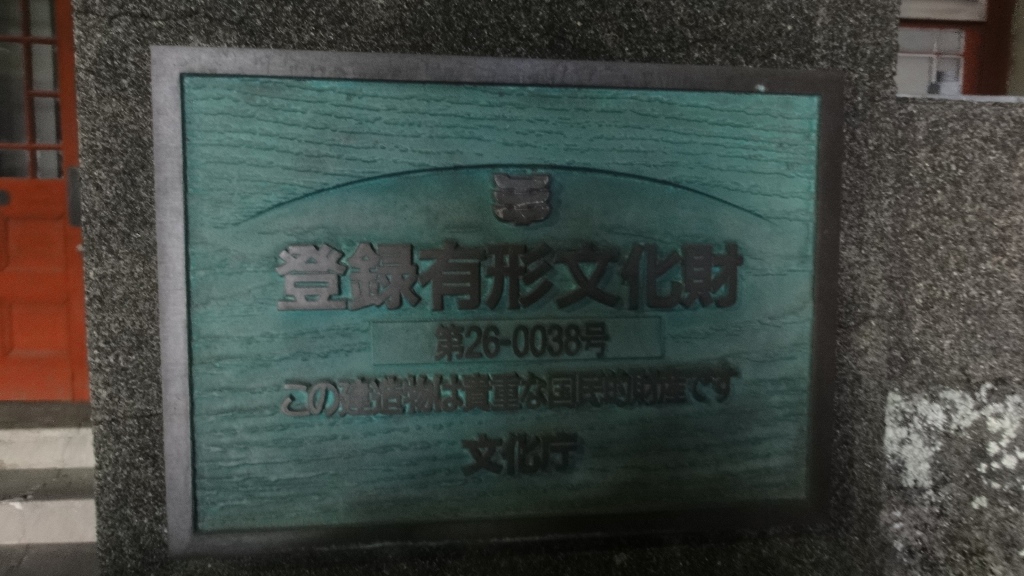 登録有形文化財
第26-0038号
この建造物は貴重な国民的財産です
文化庁